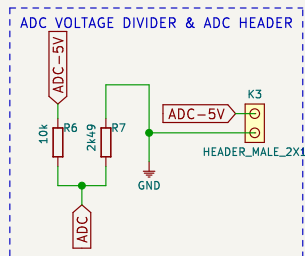 ADC VOLTAGE DIVIDER & ADC HEADER
ADC-5V
10k
R6
2k49
R7
ADC
GND
K3
ADC-5V
HEADER_MALE_2X1